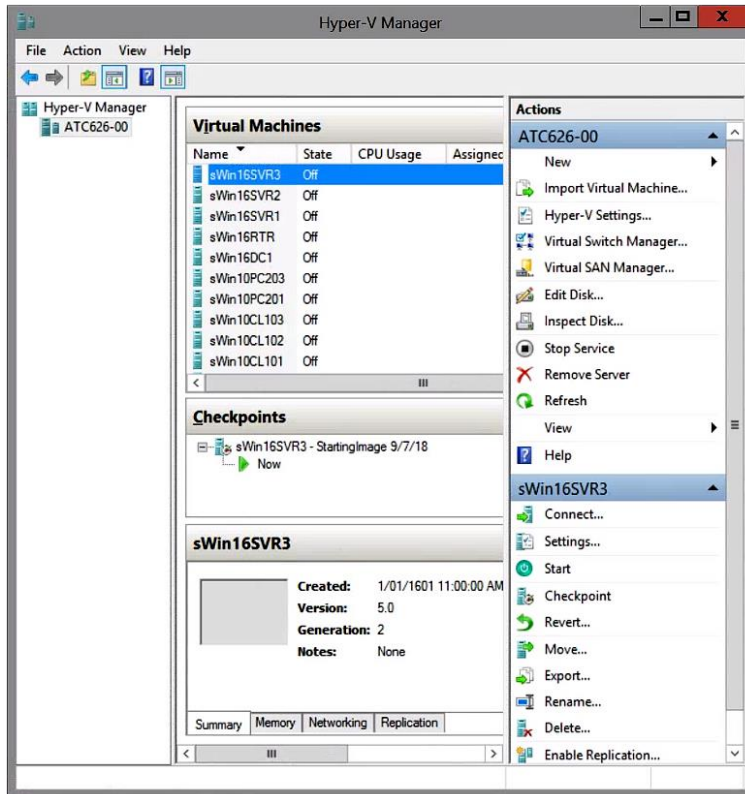 Hyper-V Manager
File Action View Help
Hyper-V Manager
ATC626-00
Virtual Machines
Name State CPU Usage Assigned
sWin16SVR3 Off
sWin16SVR2 Off
sWin16SVR1 Off
sWin16RTR Off
sWin16DC1 Off
sWin10PC203 Off
sWin10PC201 Off
sWin10CL103 Off
sWin10CL102 Off
sWin10CL101 Off
Checkpoints
sWin16SVR3 - StartingImage 9/7/18
Now
sWin16SVR3
Created: 1/01/1601 11:00:00 AM
Version: 5.0
Generation: 2
Notes: None
Summary Memory Networking Replication
Actions
ATC626-00
New
Import Virtual Machine...
Hyper-V Settings...
Virtual Switch Manager...
Virtual SAN Manager...
Edit Disk...
Inspect Disk...
Stop Service
Remove Server
Refresh
View
Help
sWin16SVR3
Connect...
Settings...
Start
Checkpoint
Revert...
Move...
Export...
Rename...
Delete...
Enable Replication...